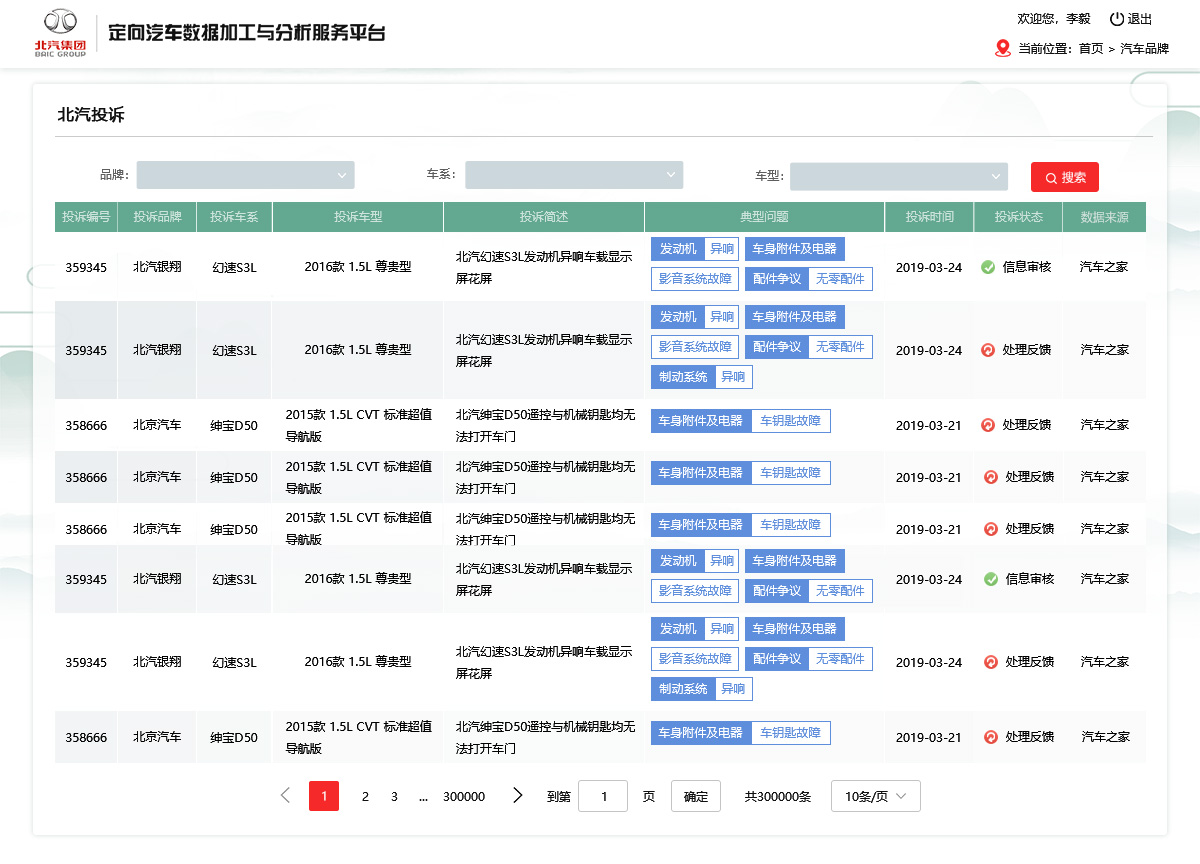 北汽集团
BAIC GROUP
定向汽车数据加工与分析服务平台
欢迎您，李毅 退出
当前位置：首页 > 汽车品牌
北汽投诉
品牌: 车系: 车型: 搜索
投诉编号 投诉品牌 投诉车系 投诉车型 投诉简述 典型问题 投诉时间 投诉状态 数据来源
359345 北汽银翔 幻速S3L 2016款 1.5L 尊贵型 北汽幻速S3L发动机异响车载显示 发动机 异响 车身附件及电器 2019-03-24 信息审核 汽车之家
屏花屏 影音系统故障 配件争议 无零配件
359345 北汽银翔 幻速S3L 2016款 1.5L 尊贵型 北汽幻速S3L发动机异响车载显示 发动机 异响 车身附件及电器 2019-03-24 处理反馈 汽车之家
屏花屏 影音系统故障 配件争议 无零配件
制动系统 异响
358666 北京汽车 绅宝D50 2015款 1.5L CVT 标准超值 北汽绅宝D50遥控与机械钥匙均无 车身附件及电器 车钥匙故障 2019-03-21 处理反馈 汽车之家
导航版 法打开车门
358666 北京汽车 绅宝D50 2015款 1.5L CVT 标准超值 北汽绅宝D50遥控与机械钥匙均无 车身附件及电器 车钥匙故障 2019-03-21 处理反馈 汽车之家
导航版 法打开车门
358666 北京汽车 绅宝D50 2015款 1.5L CVT 标准超值 北汽绅宝D50遥控与机械钥匙均无 车身附件及电器 车钥匙故障 2019-03-21 处理反馈 汽车之家
导航版 法打开车门
359345 北汽银翔 幻速S3L 2016款 1.5L 尊贵型 北汽幻速S3L发动机异响车载显示 发动机 异响 车身附件及电器 2019-03-24 信息审核 汽车之家
屏花屏 影音系统故障 配件争议 无零配件
359345 北汽银翔 幻速S3L 2016款 1.5L 尊贵型 北汽幻速S3L发动机异响车载显示 发动机 异响 车身附件及电器 2019-03-24 处理反馈 汽车之家
屏花屏 影音系统故障 配件争议 无零配件
制动系统 异响
358666 北京汽车 绅宝D50 2015款 1.5L CVT 标准超值 北汽绅宝D50遥控与机械钥匙均无 车身附件及电器 车钥匙故障 2019-03-21 处理反馈 汽车之家
导航版 法打开车门
1 2 3 ... 300000 到第 1 页 确定 共300000条 10条/页